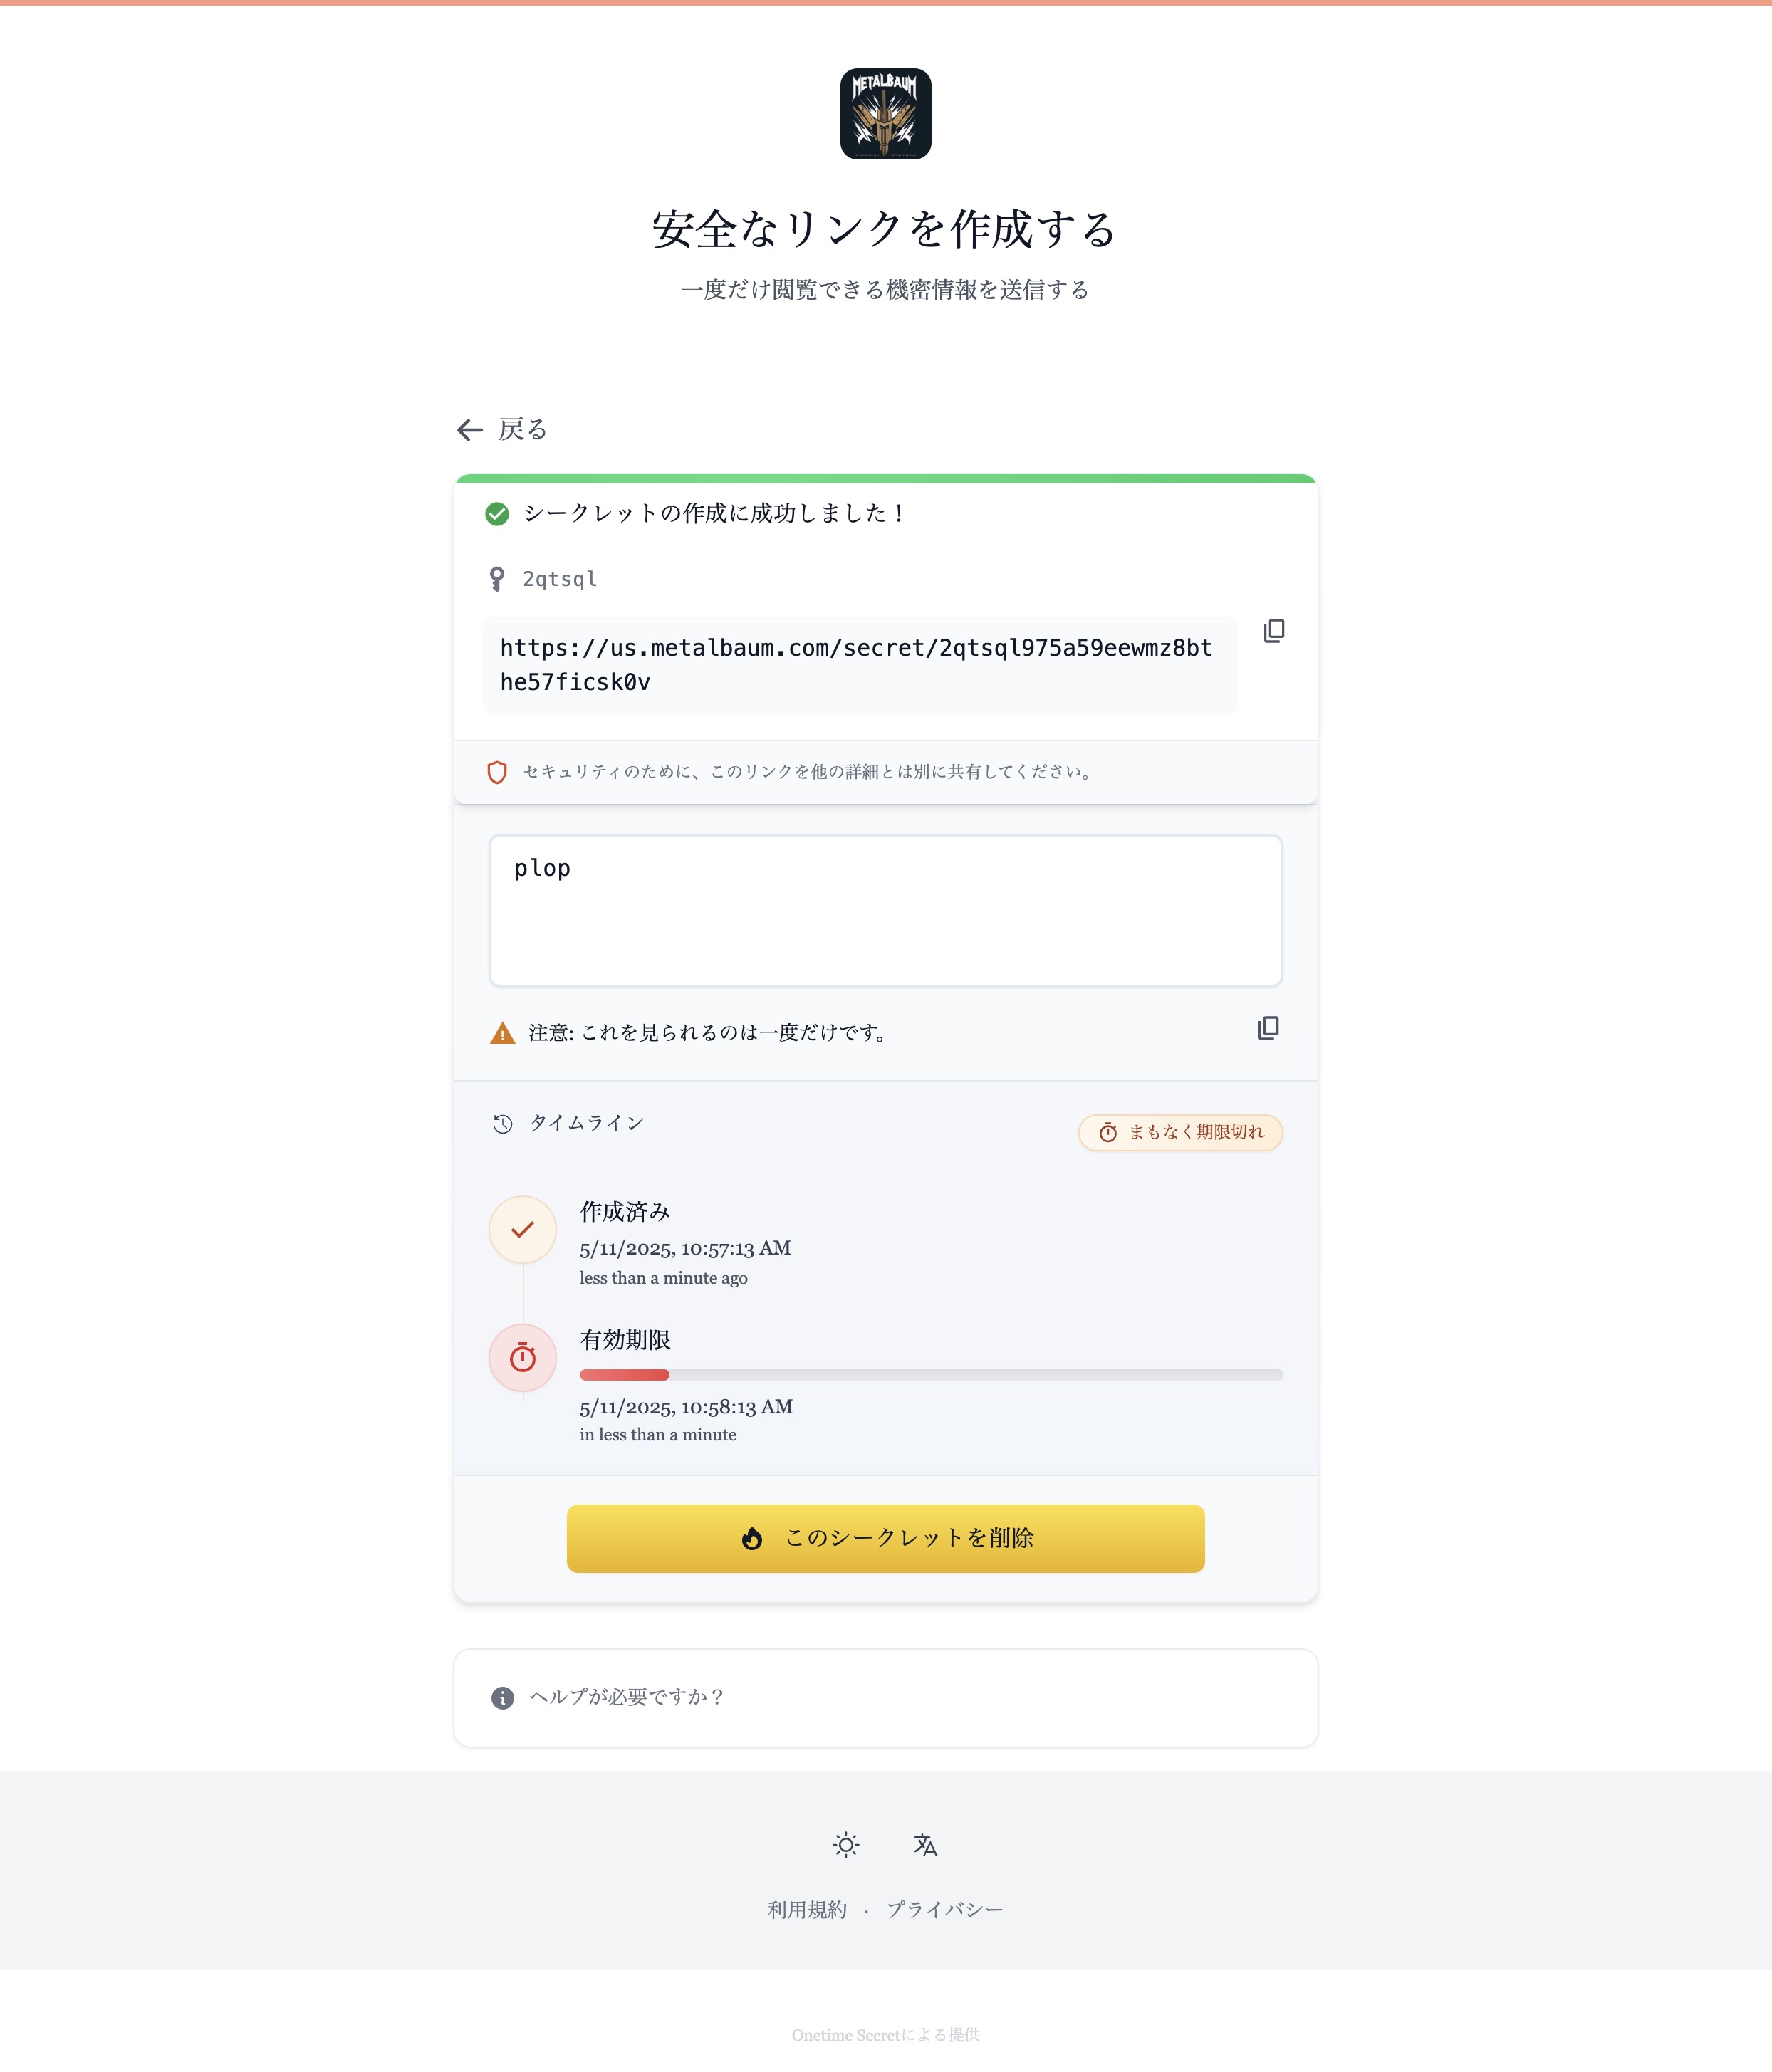 METALBAUM
安全なリンクを作成する
一度だけ閲覧できる機密情報を送信する
戻る
シークレットの作成に成功しました！
2qtsql
https://us.metalbaum.com/secret/2qtsql975a59eewmz8bt
he57ficsk0v
セキュリティのために、このリンクを他の詳細とは別に共有してください。
plop
注意: これを見られるのは一度だけです。
タイムライン
まもなく期限切れ
作成済み
5/11/2025, 10:57:13 AM
less than a minute ago
有効期限
5/11/2025, 10:58:13 AM
in less than a minute
このシークレットを削除
ヘルプが必要ですか？
利用規約 · プライバシー
Onetime Secretによる提供